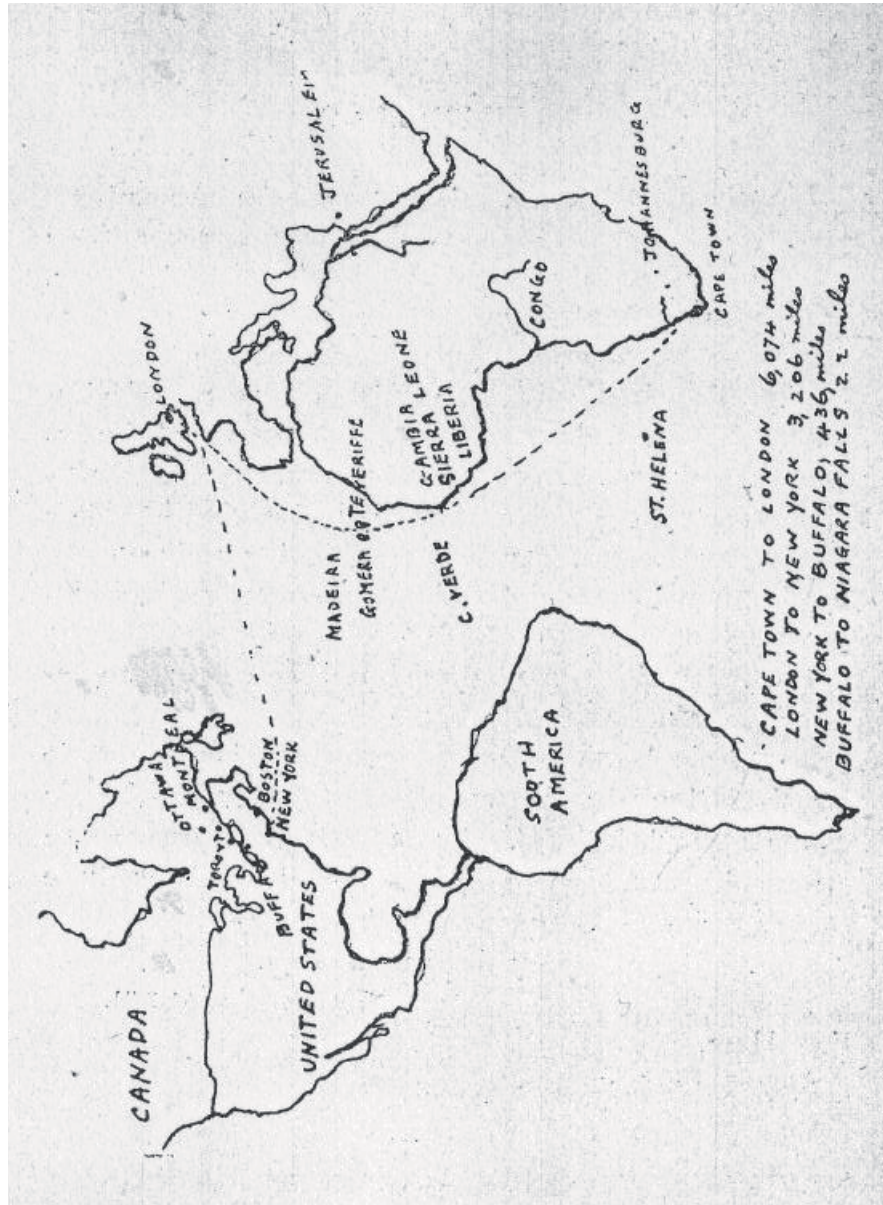 CANADA
OTTAWA
MONTREAL
TORONTO
BUFFA
BOSTON
NEW YORK
UNITED STATES
LONDON
JERUSALEM
MADEIRA
GOMERA OR TENERIFFE
C. VERDE
GAMBIA
SIERRA LEONE
LIBERIA
CONGO
SOUTH
AMERICA
ST. HELENA
JOHANNESBURG
CAPE TOWN
CAPE TOWN TO LONDON 6,074 miles
LONDON TO NEW YORK 3,206 miles
NEW YORK TO BUFFALO, 436, miles
BUFFALO TO NIAGARA FALLS 22 miles